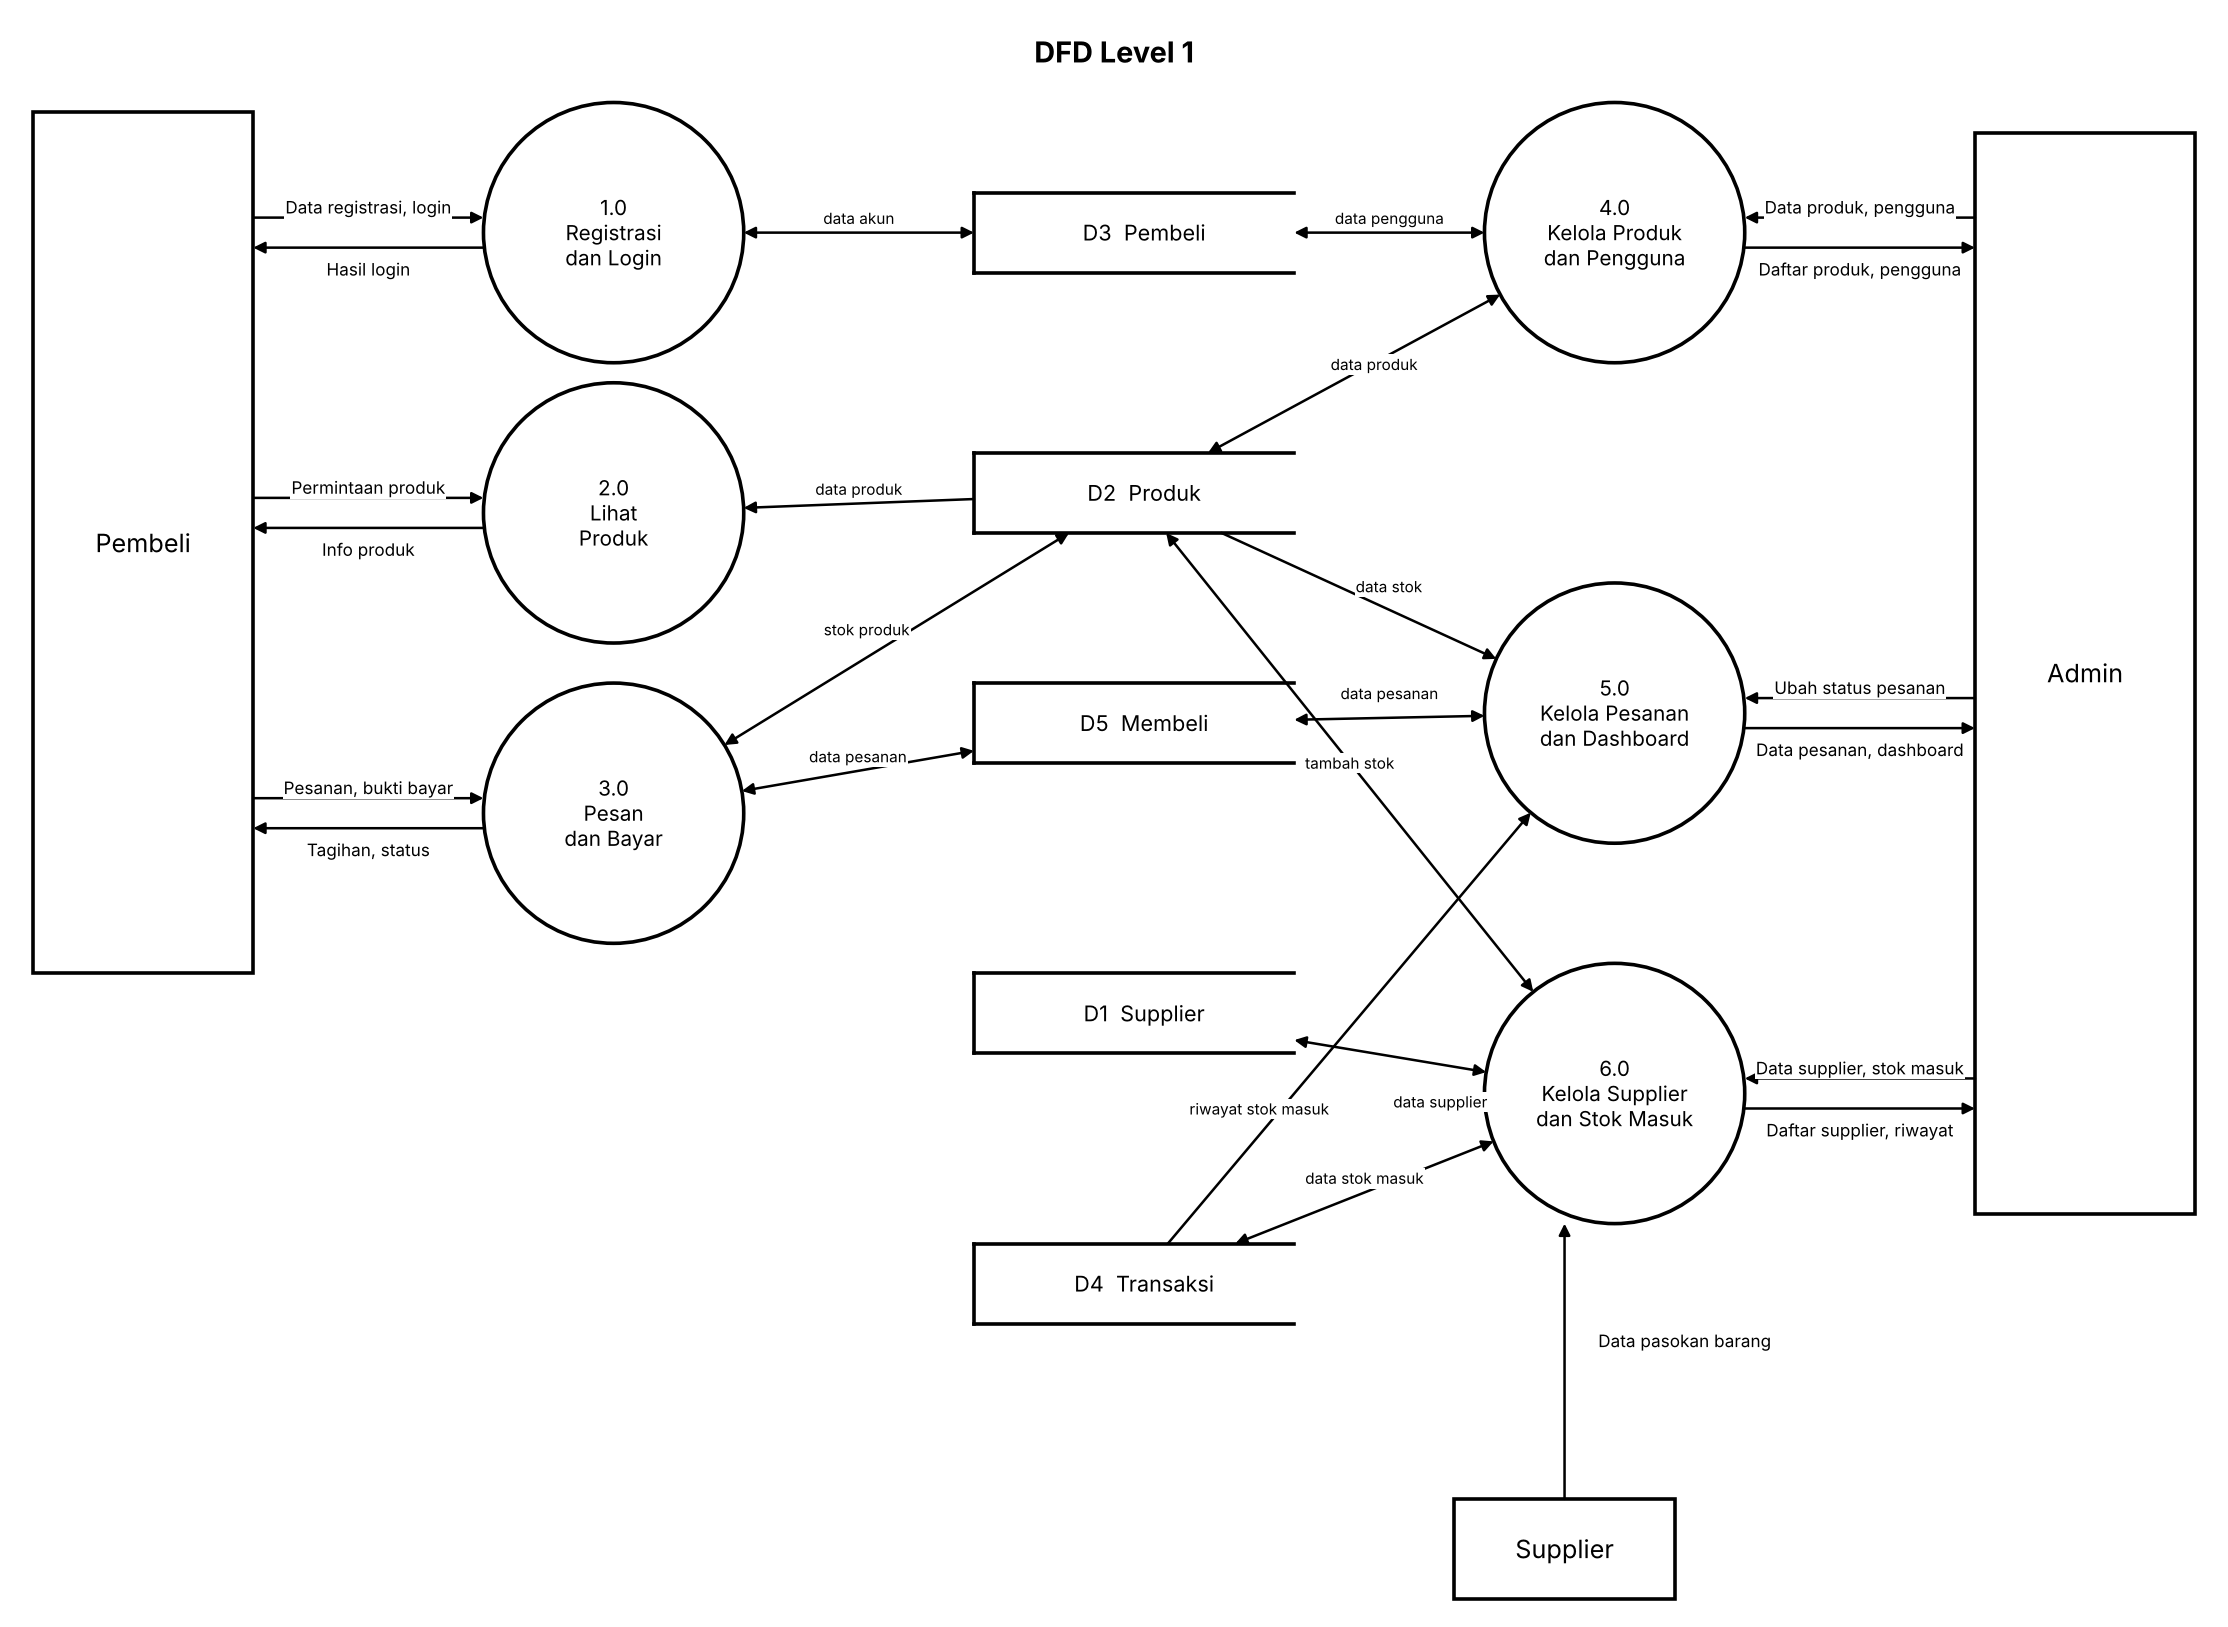 DFD Level 1
Pembeli
Data registrasi, login
Hasil login
1.0
Registrasi
dan Login
data akun
D3 Pembeli
data pengguna
4.0
Kelola Produk
dan Pengguna
Data produk, pengguna
Daftar produk, pengguna
data produk
Permintaan produk
Info produk
2.0
Lihat
Produk
data produk
D2 Produk
data stok
stok produk
Admin
Pesanan, bukti bayar
Tagihan, status
3.0
Pesan
dan Bayar
data pesanan
D5 Membeli
data pesanan
tambah stok
5.0
Kelola Pesanan
dan Dashboard
Ubah status pesanan
Data pesanan, dashboard
D1 Supplier
riwayat stok masuk
data supplier
6.0
Kelola Supplier
dan Stok Masuk
Data supplier, stok masuk
Daftar supplier, riwayat
data stok masuk
D4 Transaksi
Data pasokan barang
Supplier